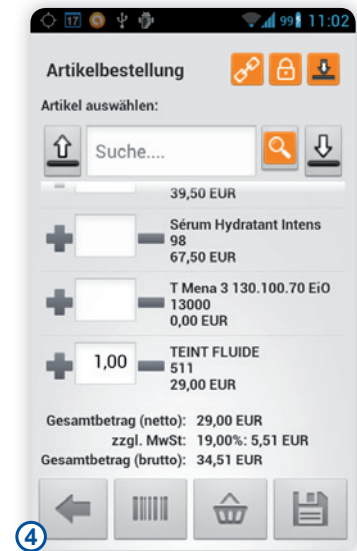 17 99 11:02
Artikelbestellung
Artikel auswählen:
Suche....
39,50 EUR
Sérum Hydratant Intens
98
67,50 EUR
T Mena 3 130.100.70 EiO
13000
0,00 EUR
1,00 TEINT FLUIDE
511
29,00 EUR
Gesamtbetrag (netto): 29,00 EUR
zzgl. MwSt: 19,00%: 5,51 EUR
Gesamtbetrag (brutto): 34,51 EUR
4